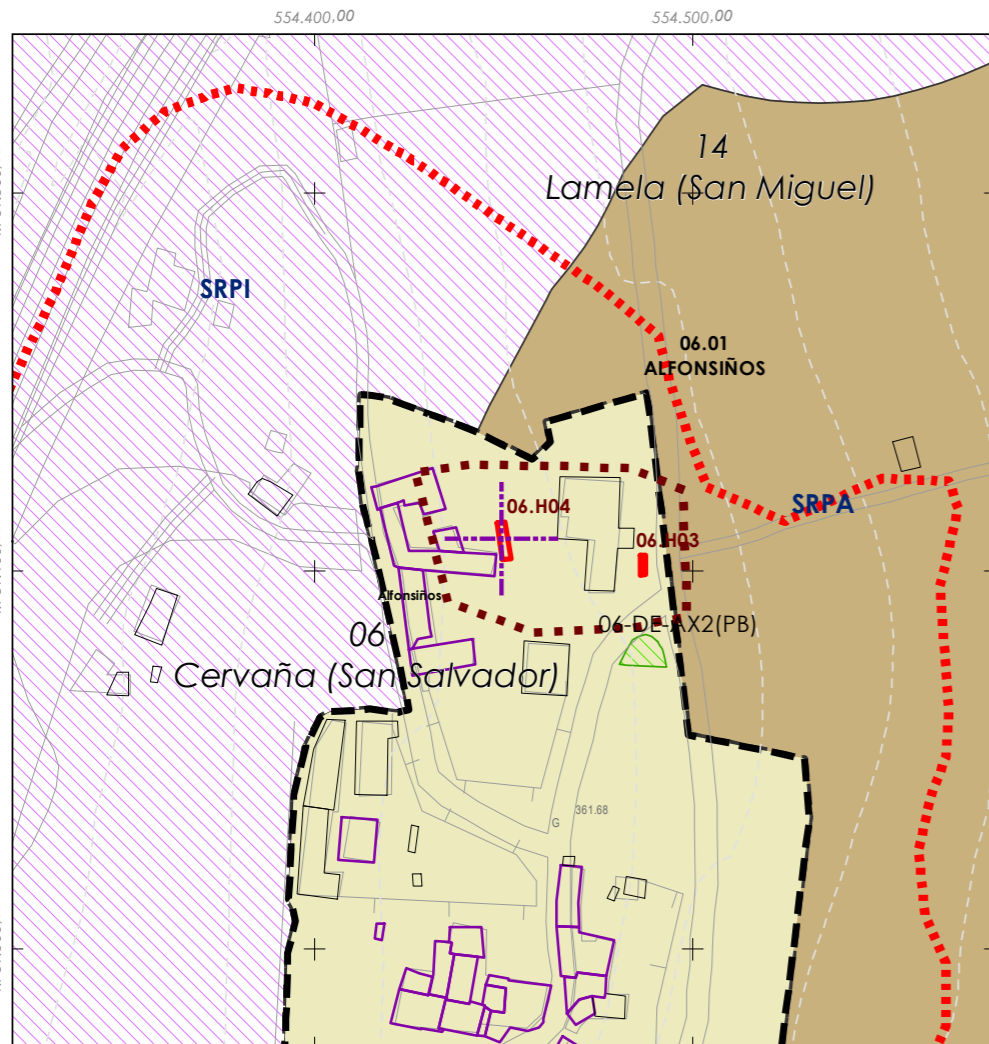 554.400,00
554.500,00
14
Lamela (San Miguel)
SRPI
06.01
ALFONSIÑOS
SRPA
06.H04
06.H03
Alfonsiños
06-DE-AX2(PB)
06
Cervaña (San Salvador)
361.68
G